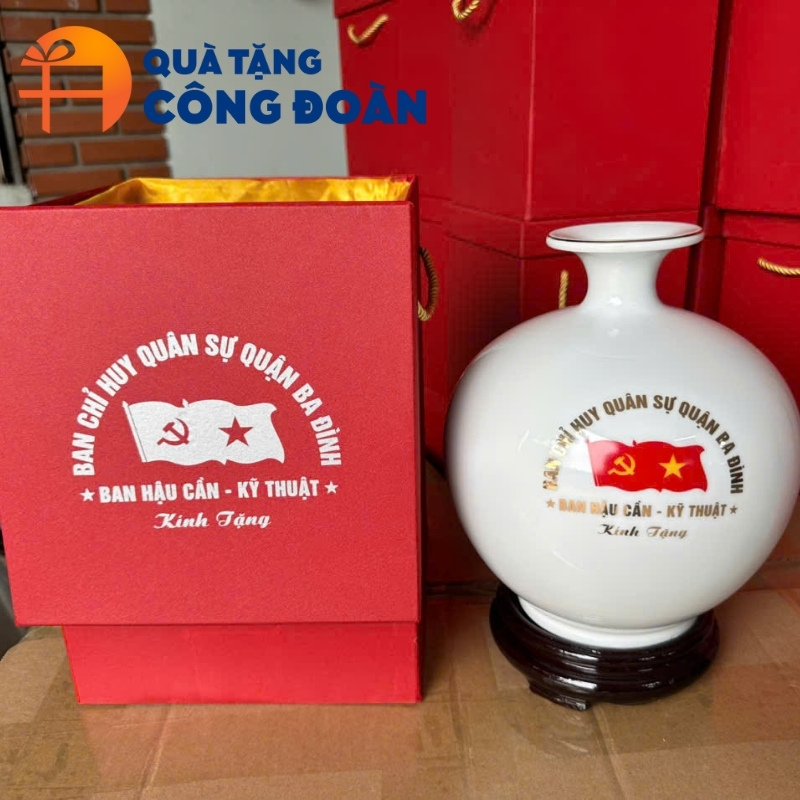 QUÀ TẶNG
CÔNG ĐOÀN
BAN CHỈ HUY QUÂN SỰ QUẬN BA ĐÌNH
★ BAN HẬU CẦN - KỸ THUẬT ★
Kính Tặng
BAN CHỈ HUY QUÂN SỰ QUẬN BA ĐÌNH
★ BAN HẬU CẦN - KỸ THUẬT ★
Kính Tặng